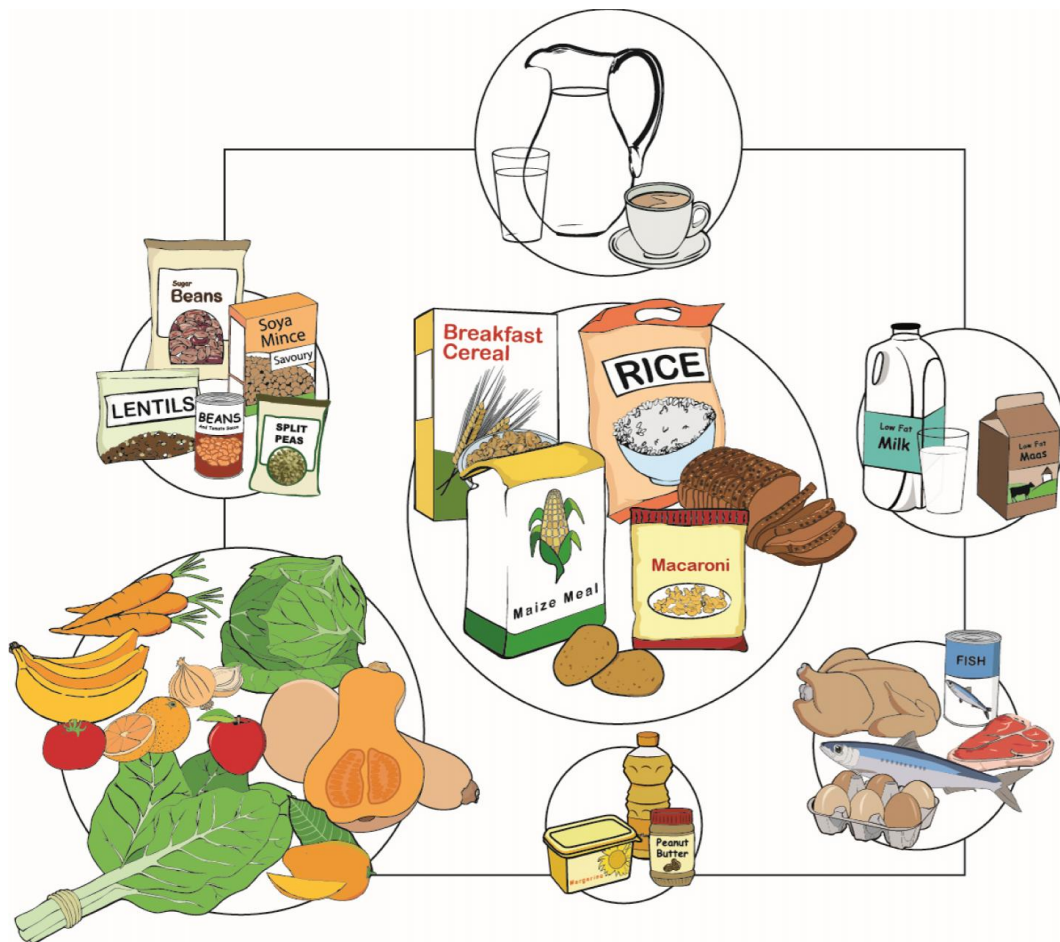 Sugar
Beans
Soya
Mince
Savoury
LENTILS
BEANS
And Tomato Sauce
SPLIT
PEAS
Breakfast
Cereal
RICE
Maize Meal
Macaroni
Low Fat
Milk
Low Fat
Maas
FISH
Margarine
Peanut
Butter